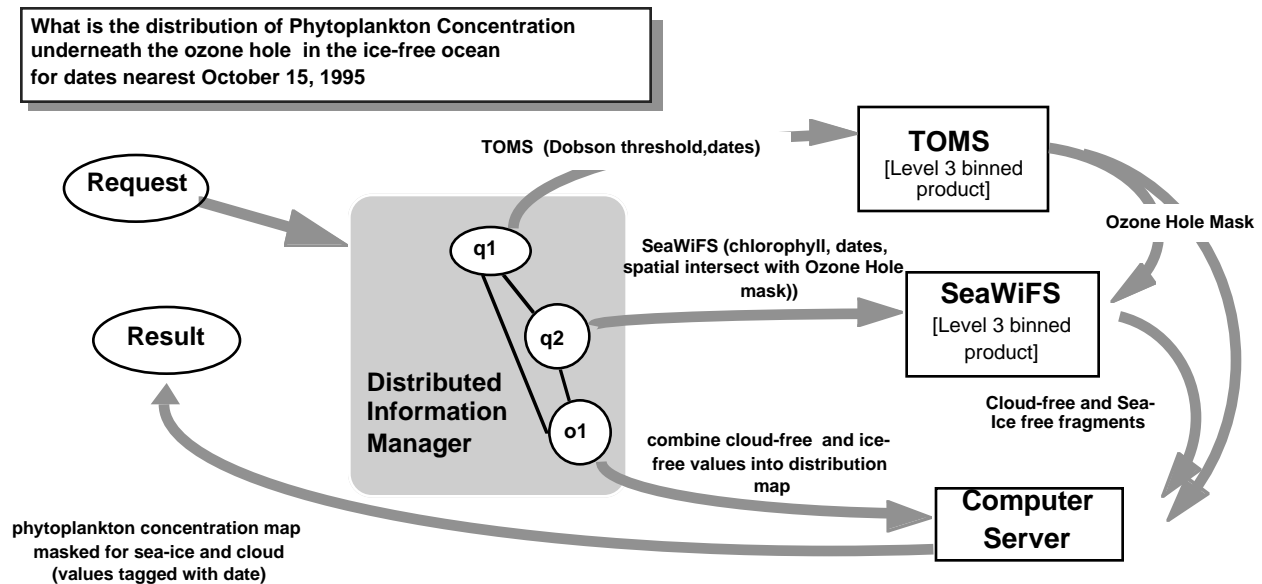 What is the distribution of Phytoplankton Concentration
underneath the ozone hole in the ice-free ocean
for dates nearest October 15, 1995
TOMS (Dobson threshold,dates)
TOMS
[Level 3 binned
product]
Request
Ozone Hole Mask
q1
SeaWiFS (chlorophyll, dates,
spatial intersect with Ozone Hole
mask))
SeaWiFS
[Level 3 binned
product]
Result
q2
Distributed
Information
Manager
o1
Cloud-free and Sea-
Ice free fragments
combine cloud-free and ice-
free values into distribution
map
Computer
Server
phytoplankton concentration map
masked for sea-ice and cloud
(values tagged with date)